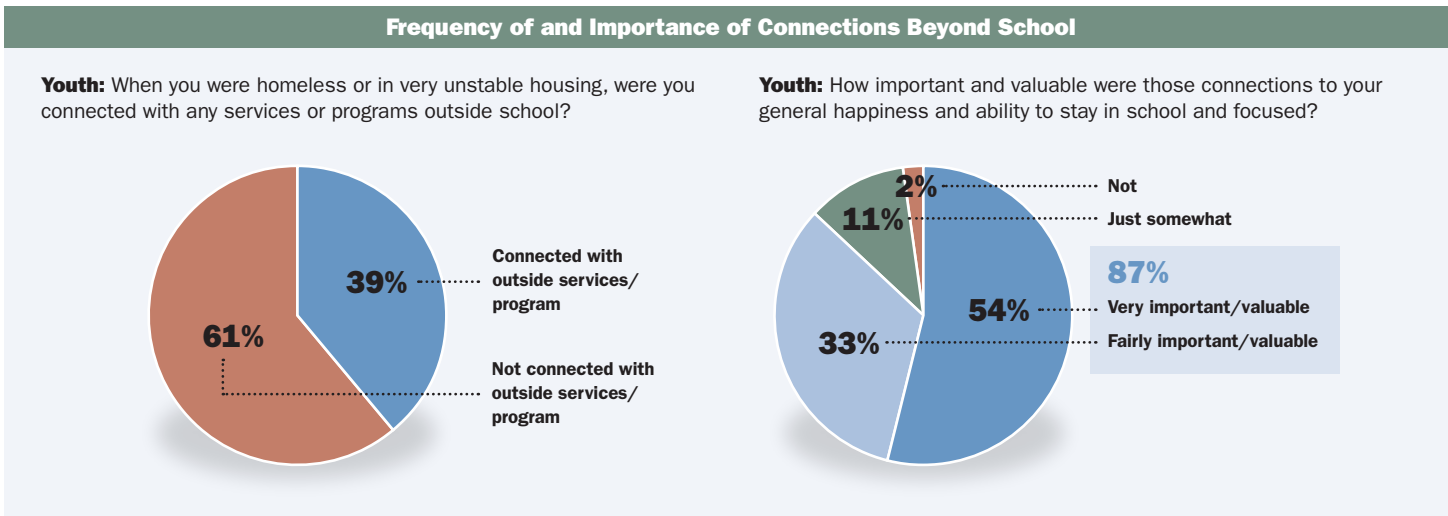 Frequency of and Importance of Connections Beyond School
Youth: When you were homeless or in very unstable housing, were you
connected with any services or programs outside school?
39%
Connected with
outside services/
program
61%
Not connected with
outside services/
program
Youth: How important and valuable were those connections to your
general happiness and ability to stay in school and focused?
2%
Not
11%
Just somewhat
87%
54%
Very important/valuable
33%
Fairly important/valuable